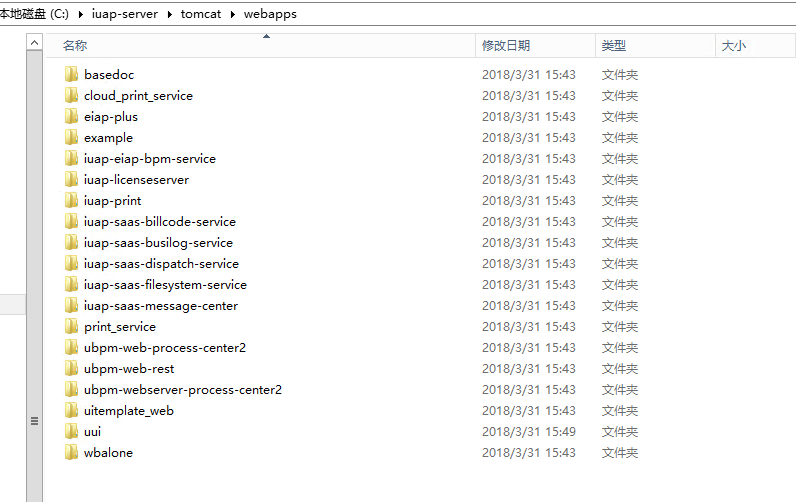 本地磁盘 (C:) ▸ iuap-server ▸ tomcat ▸ webapps
名称 修改日期 类型 大小
basedoc 2018/3/31 15:43 文件夹
cloud_print_service 2018/3/31 15:43 文件夹
eiap-plus 2018/3/31 15:43 文件夹
example 2018/3/31 15:43 文件夹
iuap-eiap-bpm-service 2018/3/31 15:43 文件夹
iuap-licenseserver 2018/3/31 15:43 文件夹
iuap-print 2018/3/31 15:43 文件夹
iuap-saas-billcode-service 2018/3/31 15:43 文件夹
iuap-saas-busilog-service 2018/3/31 15:43 文件夹
iuap-saas-dispatch-service 2018/3/31 15:43 文件夹
iuap-saas-filesystem-service 2018/3/31 15:43 文件夹
iuap-saas-message-center 2018/3/31 15:43 文件夹
print_service 2018/3/31 15:43 文件夹
ubpm-web-process-center2 2018/3/31 15:43 文件夹
ubpm-web-rest 2018/3/31 15:43 文件夹
ubpm-webserver-process-center2 2018/3/31 15:43 文件夹
uitemplate_web 2018/3/31 15:43 文件夹
uui 2018/3/31 15:49 文件夹
wbalone 2018/3/31 15:43 文件夹